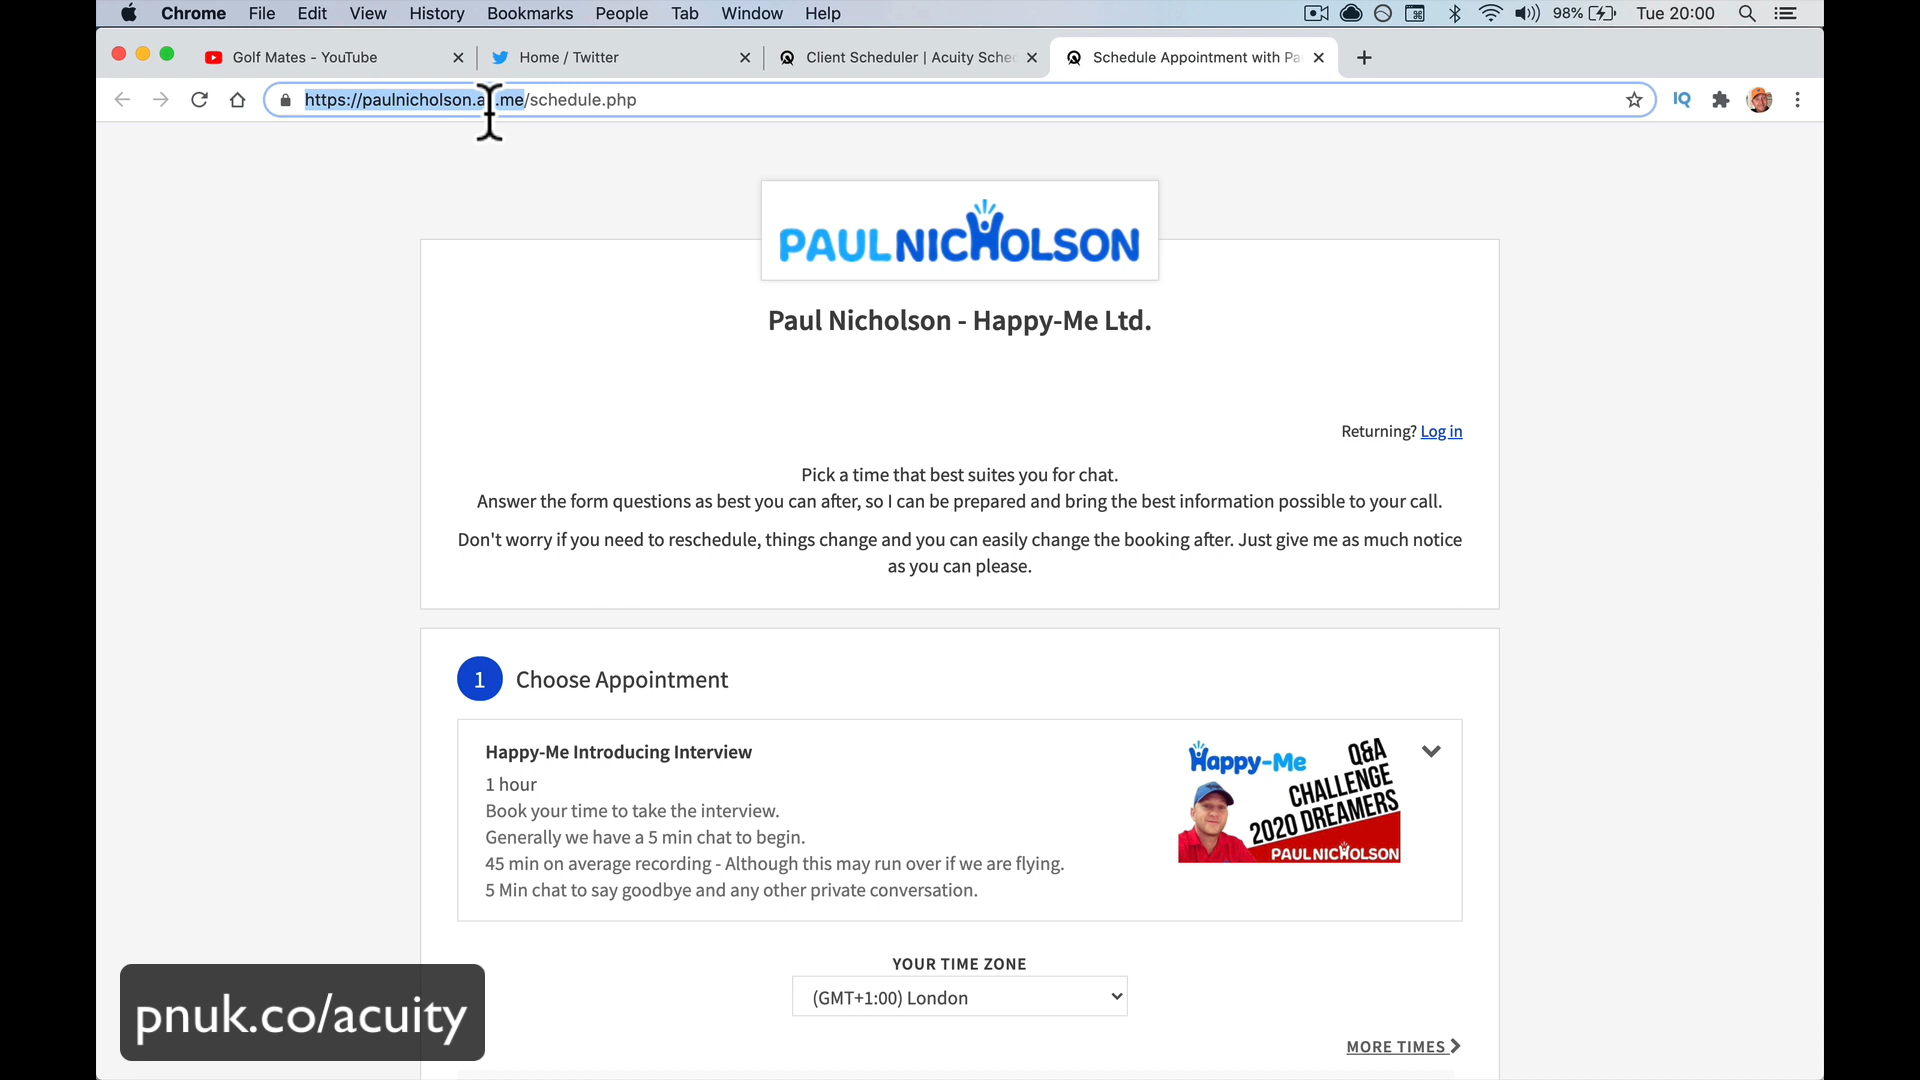 Chrome File Edit View History Bookmarks People Tab Window Help 98% Tue 20:00
Golf Mates - YouTube Home / Twitter Client Scheduler | Acuity Sche Schedule Appointment with Pa
https://paulnicholson. .me/schedule.php IQ
PAULNICHOLSON
Paul Nicholson - Happy-Me Ltd.
Returning? Log in
Pick a time that best suites you for chat.
Answer the form questions as best you can after, so I can be prepared and bring the best information possible to your call.
Don't worry if you need to reschedule, things change and you can easily change the booking after. Just give me as much notice
as you can please.
1 Choose Appointment
Happy-Me Introducing Interview
1 hour
Book your time to take the interview.
Generally we have a 5 min chat to begin.
45 min on average recording - Although this may run over if we are flying.
5 Min chat to say goodbye and any other private conversation.
Happy-Me
Q&A
CHALLENGE
2020 DREAMERS
PAULNICHOLSON
YOUR TIME ZONE
(GMT+1:00) London
MORE TIMES
pnuk.co/acuity